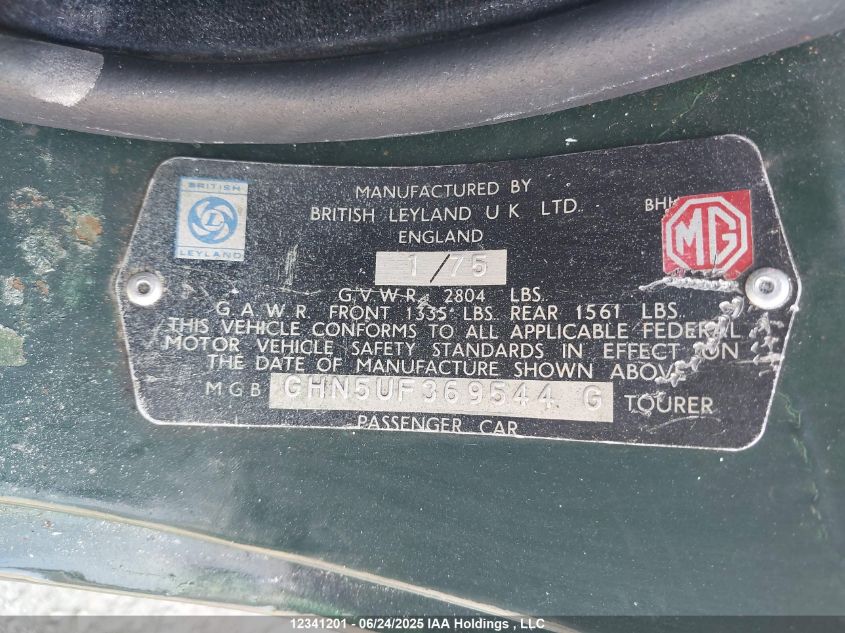 BRITISH
LEYLAND
MANUFACTURED BY
BRITISH LEYLAND U K LTD.
ENGLAND
MG
1/75
G.V.W.R. 2804 LBS.
G.A.W.R. FRONT 1335 LBS. REAR 1561 LBS.
THIS VEHICLE CONFORMS TO ALL APPLICABLE FEDERAL
MOTOR VEHICLE SAFETY STANDARDS IN EFFECT ON
THE DATE OF MANUFACTURE SHOWN ABOVE
MGB GHN5UF369544 G TOURER
PASSENGER CAR
12341201 - 06/24/2025 IAA Holdings, LLC